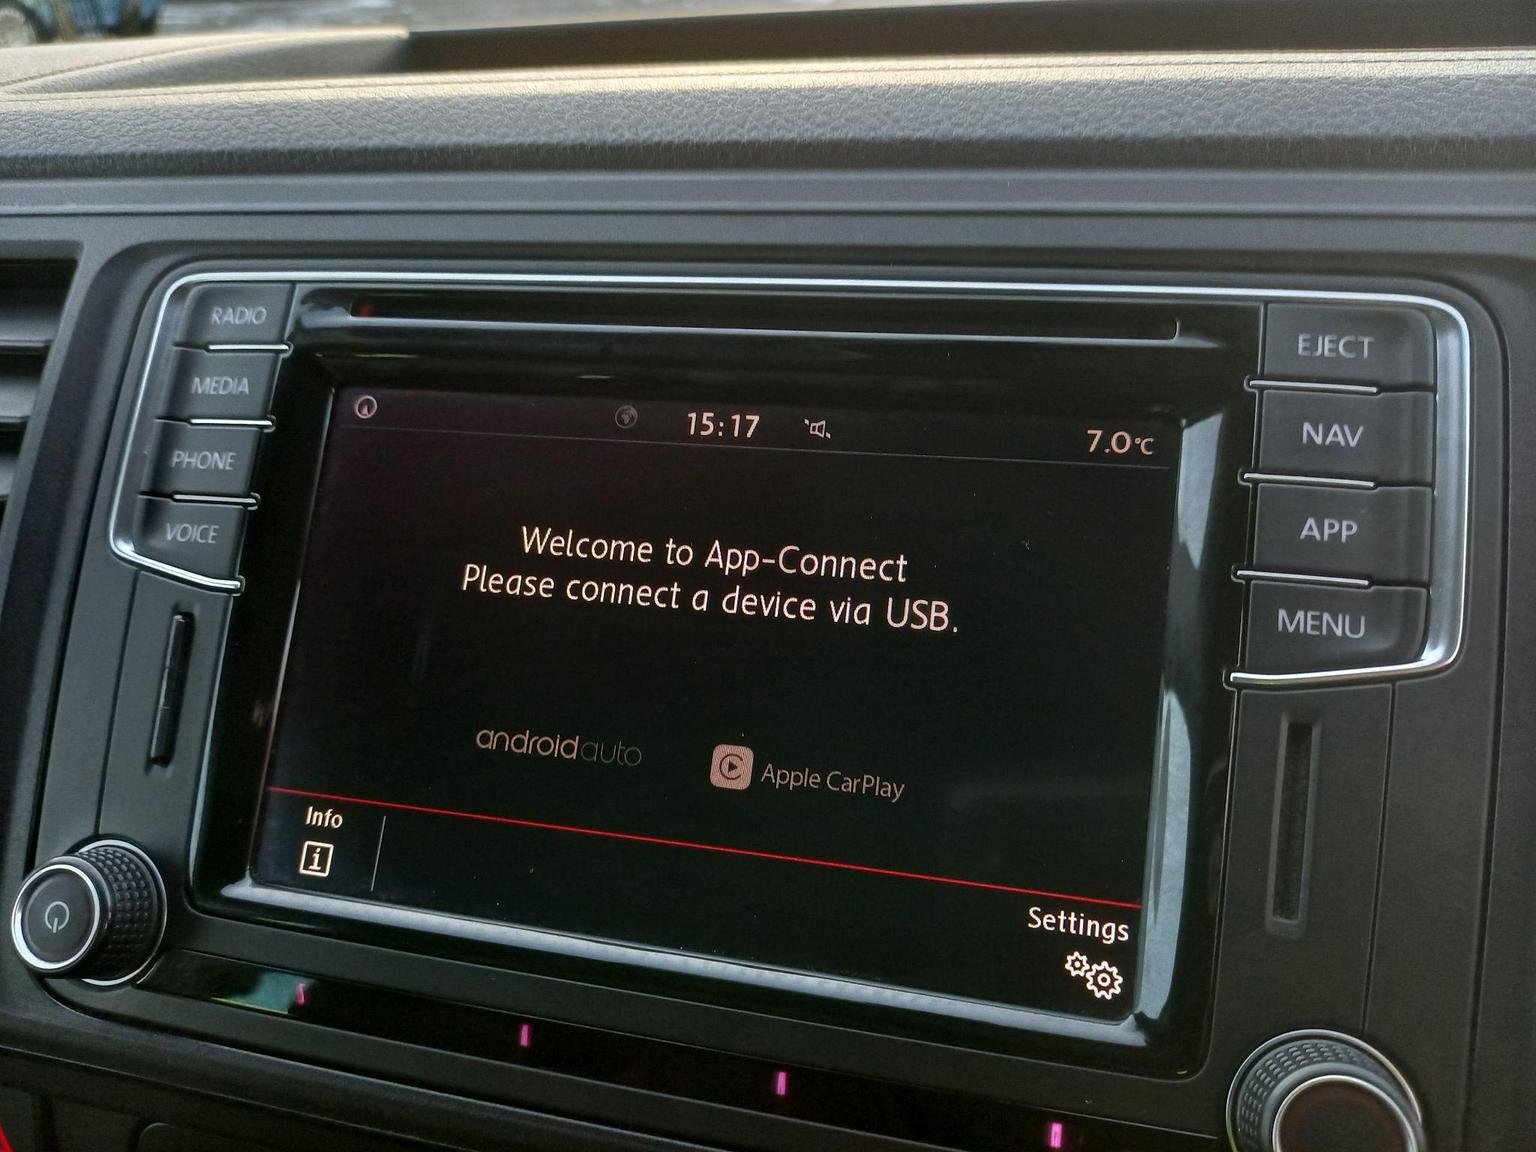 RADIO
MEDIA
PHONE
VOICE
EJECT
NAV
APP
MENU
15:17
7.0°C
Welcome to App-Connect
Please connect a device via USB.
androidauto
Apple CarPlay
Info
i
Settings